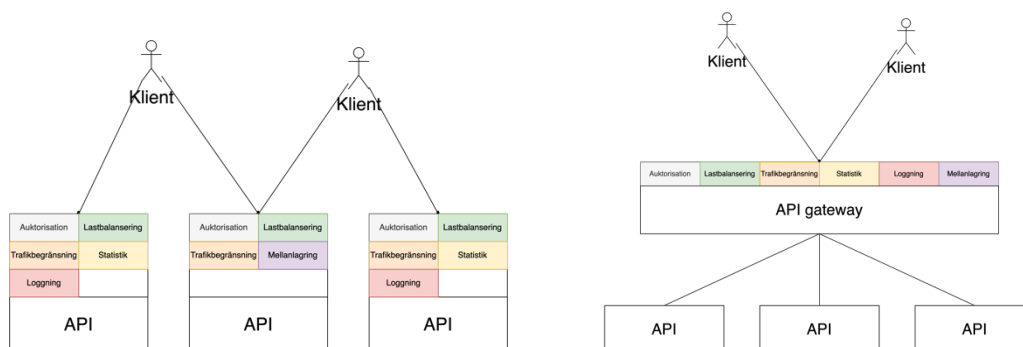 Klient
Klient
Auktorisation Lastbalansering
Trafikbegränsning Statistik
Loggning
API
Auktorisation Lastbalansering
Trafikbegränsning Mellanlagring
API
Auktorisation Lastbalansering
Trafikbegränsning Statistik
Loggning
API
Klient
Klient
Auktorisation Lastbalansering Trafikbegränsning Statistik Loggning Mellanlagring
API gateway
API API API